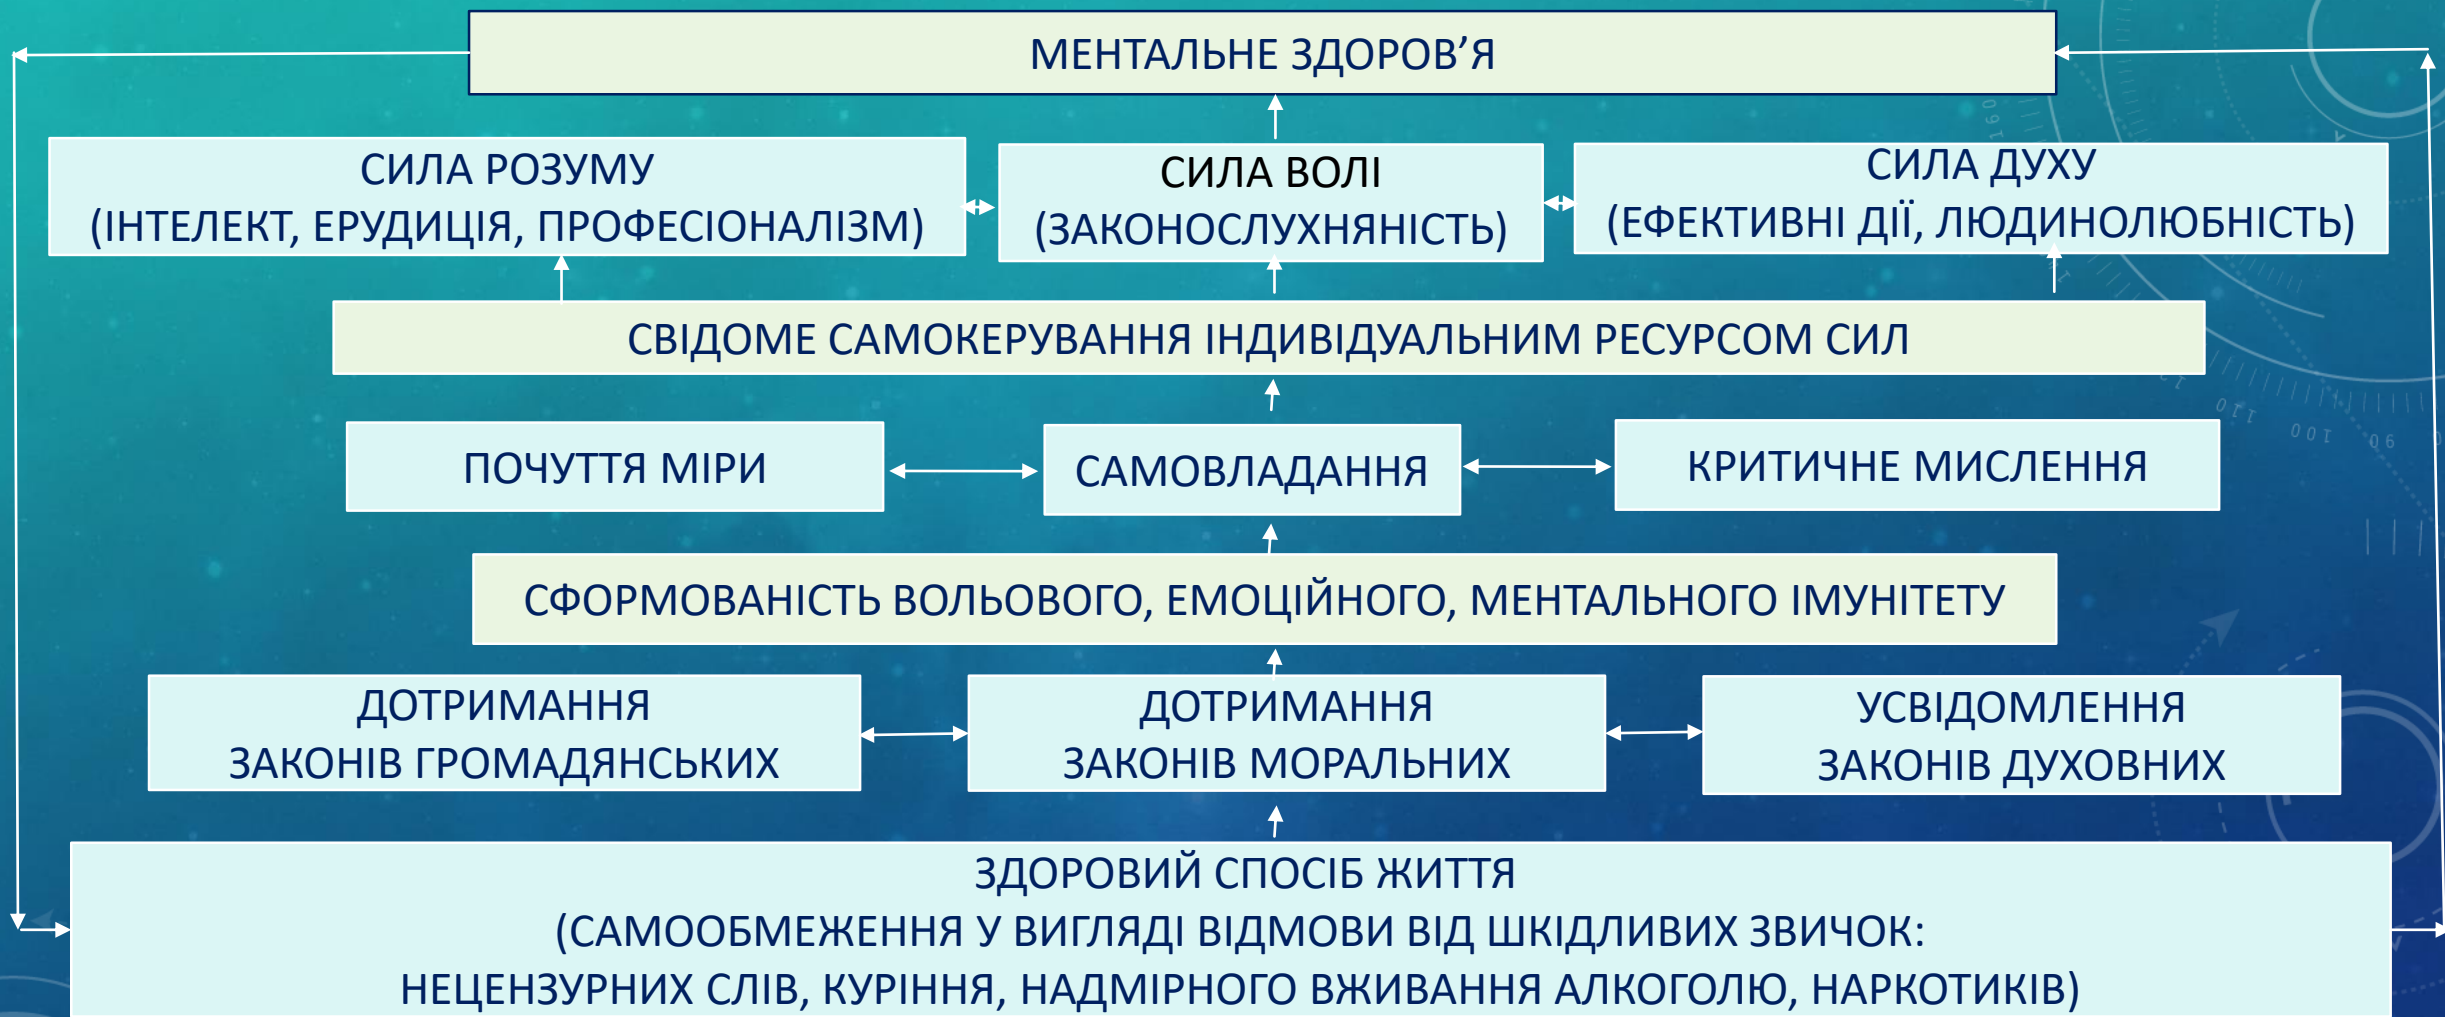 МЕНТАЛЬНЕ ЗДОРОВ’Я
СИЛА РОЗУМУ
(ІНТЕЛЕКТ, ЕРУДИЦІЯ, ПРОФЕСІОНАЛІЗМ)
СИЛА ВОЛІ
(ЗАКОНОСЛУХНЯНІСТЬ)
СИЛА ДУХУ
(ЕФЕКТИВНІ ДІЇ, ЛЮДИНОЛЮБНІСТЬ)
СВІДОМЕ САМОКЕРУВАННЯ ІНДИВІДУАЛЬНИМ РЕСУРСОМ СИЛ
ПОЧУТТЯ МІРИ
САМОВЛАДАННЯ
КРИТИЧНЕ МИСЛЕННЯ
СФОРМОВАНІСТЬ ВОЛЬОВОГО, ЕМОЦІЙНОГО, МЕНТАЛЬНОГО ІМУНІТЕТУ
ДОТРИМАННЯ
ЗАКОНІВ ГРОМАДЯНСЬКИХ
ДОТРИМАННЯ
ЗАКОНІВ МОРАЛЬНИХ
УСВІДОМЛЕННЯ
ЗАКОНІВ ДУХОВНИХ
ЗДОРОВИЙ СПОСІБ ЖИТТЯ
(САМООБМЕЖЕННЯ У ВИГЛЯДІ ВІДМОВИ ВІД ШКІДЛИВИХ ЗВИЧОК:
НЕЦЕНЗУРНИХ СЛІВ, КУРІННЯ, НАДМІРНОГО ВЖИВАННЯ АЛКОГОЛЮ, НАРКОТИКІВ)